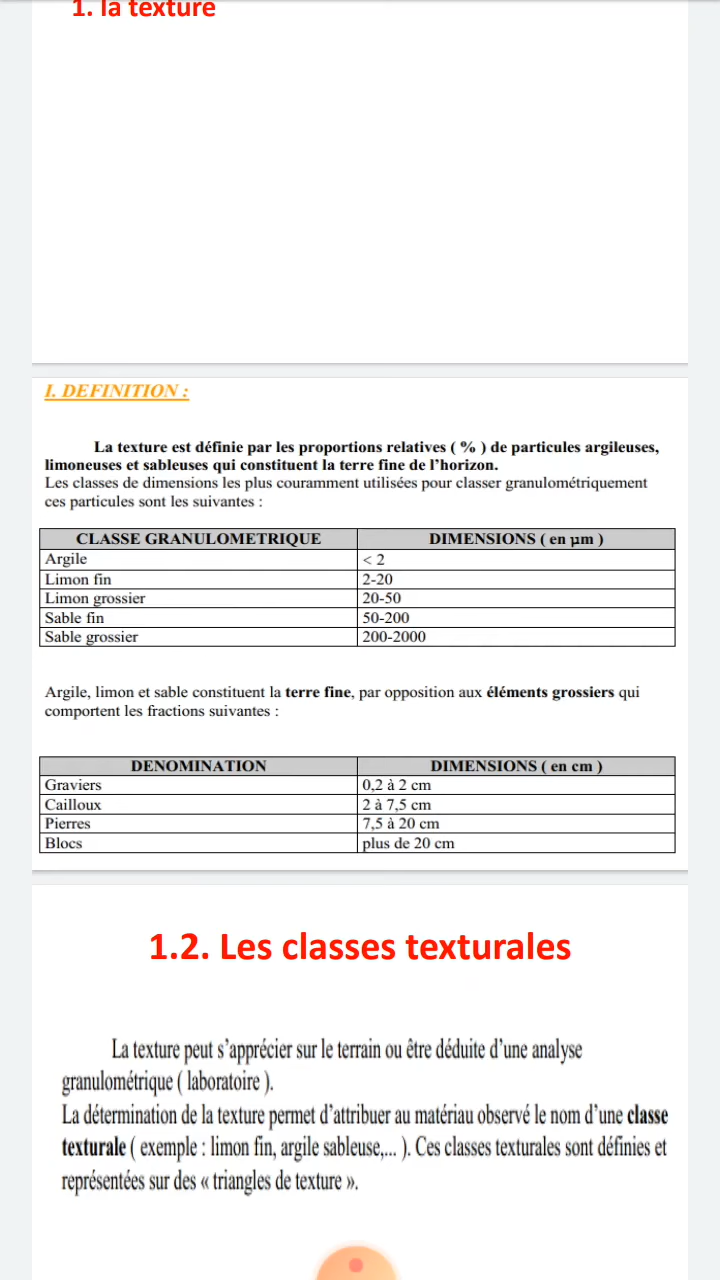 1. la texture
I. DEFINITION :
La texture est définie par les proportions relatives ( % ) de particules argileuses,
limoneuses et sableuses qui constituent la terre fine de l'horizon.
Les classes de dimensions les plus couramment utilisées pour classer granulométriquement
ces particules sont les suivantes :
CLASSE GRANULOMETRIQUE DIMENSIONS ( en µm )
Argile < 2
Limon fin 2-20
Limon grossier 20-50
Sable fin 50-200
Sable grossier 200-2000
Argile, limon et sable constituent la terre fine, par opposition aux éléments grossiers qui
comportent les fractions suivantes :
DENOMINATION DIMENSIONS ( en cm )
Graviers 0,2 à 2 cm
Cailloux 2 à 7,5 cm
Pierres 7,5 à 20 cm
Blocs plus de 20 cm
1.2. Les classes texturales
La texture peut s'apprécier sur le terrain ou être déduite d'une analyse
granulométrique ( laboratoire ).
La détermination de la texture permet d'attribuer au matériau observé le nom d'une classe
texturale ( exemple : limon fin, argile sableuse,... ). Ces classes texturales sont définies et
représentées sur des « triangles de texture ».